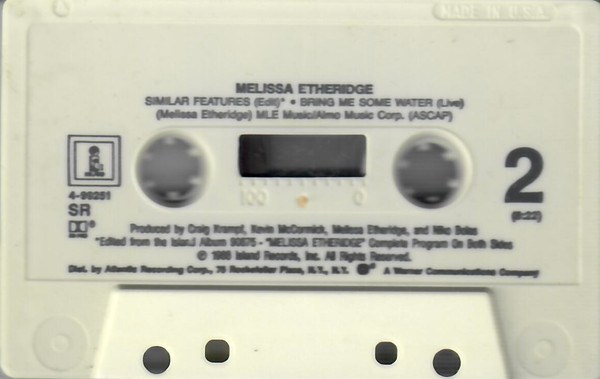 MADE IN U.S.A.
MELISSA ETHERIDGE
SIMILAR FEATURES (Edit)* • BRING ME SOME WATER (Live)
(Melissa Etheridge) MLE Music/Almo Music Corp. (ASCAP)
ISLAND
4-99251
SR
100 0
2
(8:22)
Produced by Craig Krampf, Kevin McCormick, Melissa Etheridge, and Niko Bolas
*Edited from the Island Album 90875 - "MELISSA ETHERIDGE" Complete Program On Both Sides
℗ 1988 Island Records, Inc. All Rights Reserved.
Dist. by Atlantic Recording Corp., 75 Rockefeller Plaza, N.Y., N.Y. A Warner Communications Company